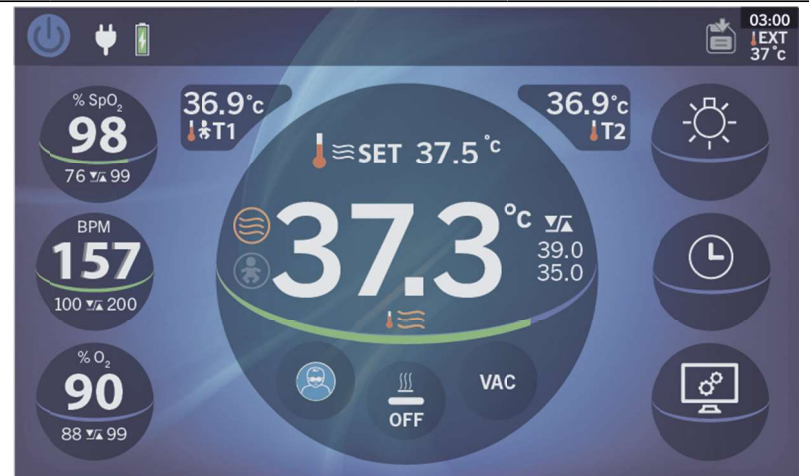 03:00
EXT
37 °c
% SpO₂
98
76 99
36.9°c
T1
36.9°c
T2
SET 37.5 °c
37.3 °c
39.0
35.0
BPM
157
100 200
% O₂
90
88 99
OFF
VAC